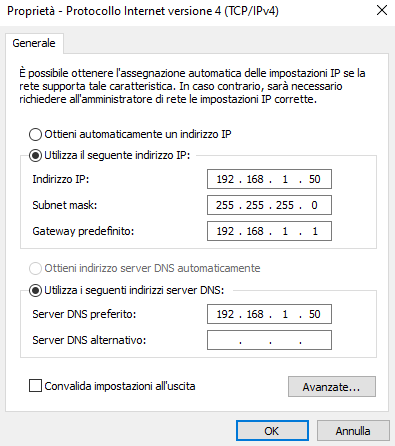 Proprietà - Protocollo Internet versione 4 (TCP/IPv4)
Generale
È possibile ottenere l'assegnazione automatica delle impostazioni IP se la
rete supporta tale caratteristica. In caso contrario, sarà necessario
richiedere all'amministratore di rete le impostazioni IP corrette.
Ottieni automaticamente un indirizzo IP
Utilizza il seguente indirizzo IP:
Indirizzo IP: 192 . 168 . 1 . 50
Subnet mask: 255 . 255 . 255 . 0
Gateway predefinito: 192 . 168 . 1 . 1
Ottieni indirizzo server DNS automaticamente
Utilizza i seguenti indirizzi server DNS:
Server DNS preferito: 192 . 168 . 1 . 50
Server DNS alternativo: . . .
Convalida impostazioni all'uscita
Avanzate...
OK
Annulla